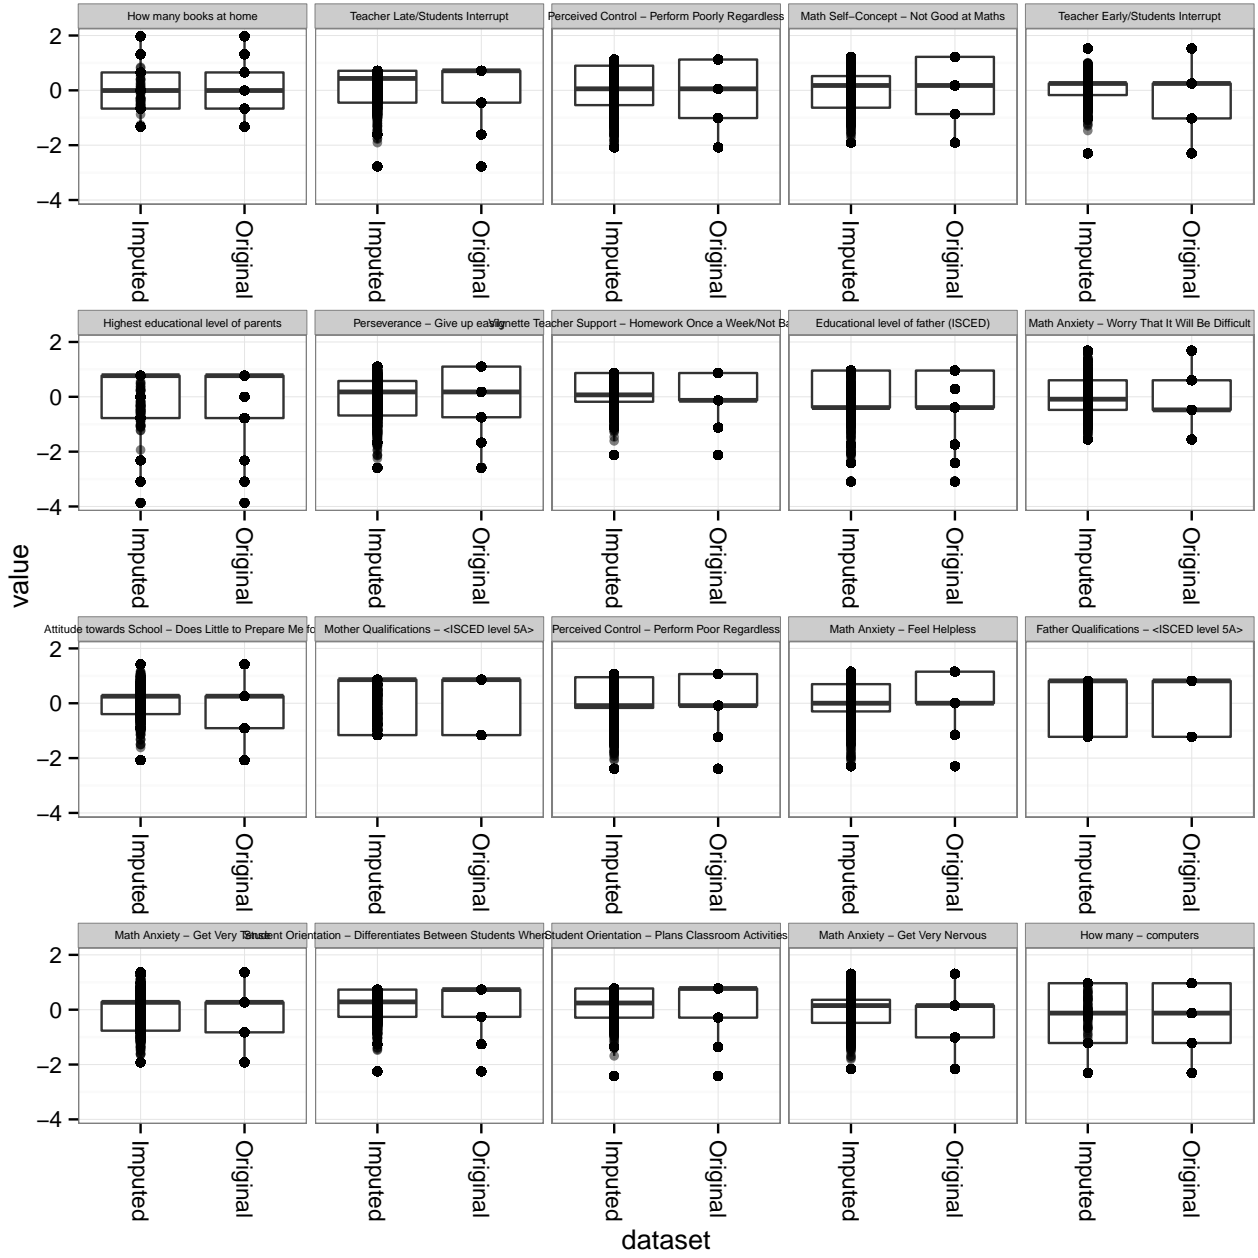 How many books at home
Teacher Late/Students Interrupt
Perceived Control – Perform Poorly Regardless
Math Self–Concept – Not Good at Maths
Teacher Early/Students Interrupt
2
0
−2
−4
Imputed
Original
Imputed
Original
Imputed
Original
Imputed
Original
Imputed
Original
Highest educational level of parents
Perseverance – Give up easily
Vignette Teacher Support – Homework Once a Week/Not Ba
Educational level of father (ISCED)
Math Anxiety – Worry That It Will Be Difficult
2
0
−2
−4
Imputed
Original
Imputed
Original
Imputed
Original
Imputed
Original
Imputed
Original
value
Attitude towards School – Does Little to Prepare Me fo
Mother Qualifications – <ISCED level 5A>
Perceived Control – Perform Poor Regardless
Math Anxiety – Feel Helpless
Father Qualifications – <ISCED level 5A>
2
0
−2
−4
Imputed
Original
Imputed
Original
Imputed
Original
Imputed
Original
Imputed
Original
Math Anxiety – Get Very Tense
Student Orientation – Differentiates Between Students When
Student Orientation – Plans Classroom Activities
Math Anxiety – Get Very Nervous
How many – computers
2
0
−2
−4
Imputed
Original
Imputed
Original
Imputed
Original
Imputed
Original
Imputed
Original
dataset